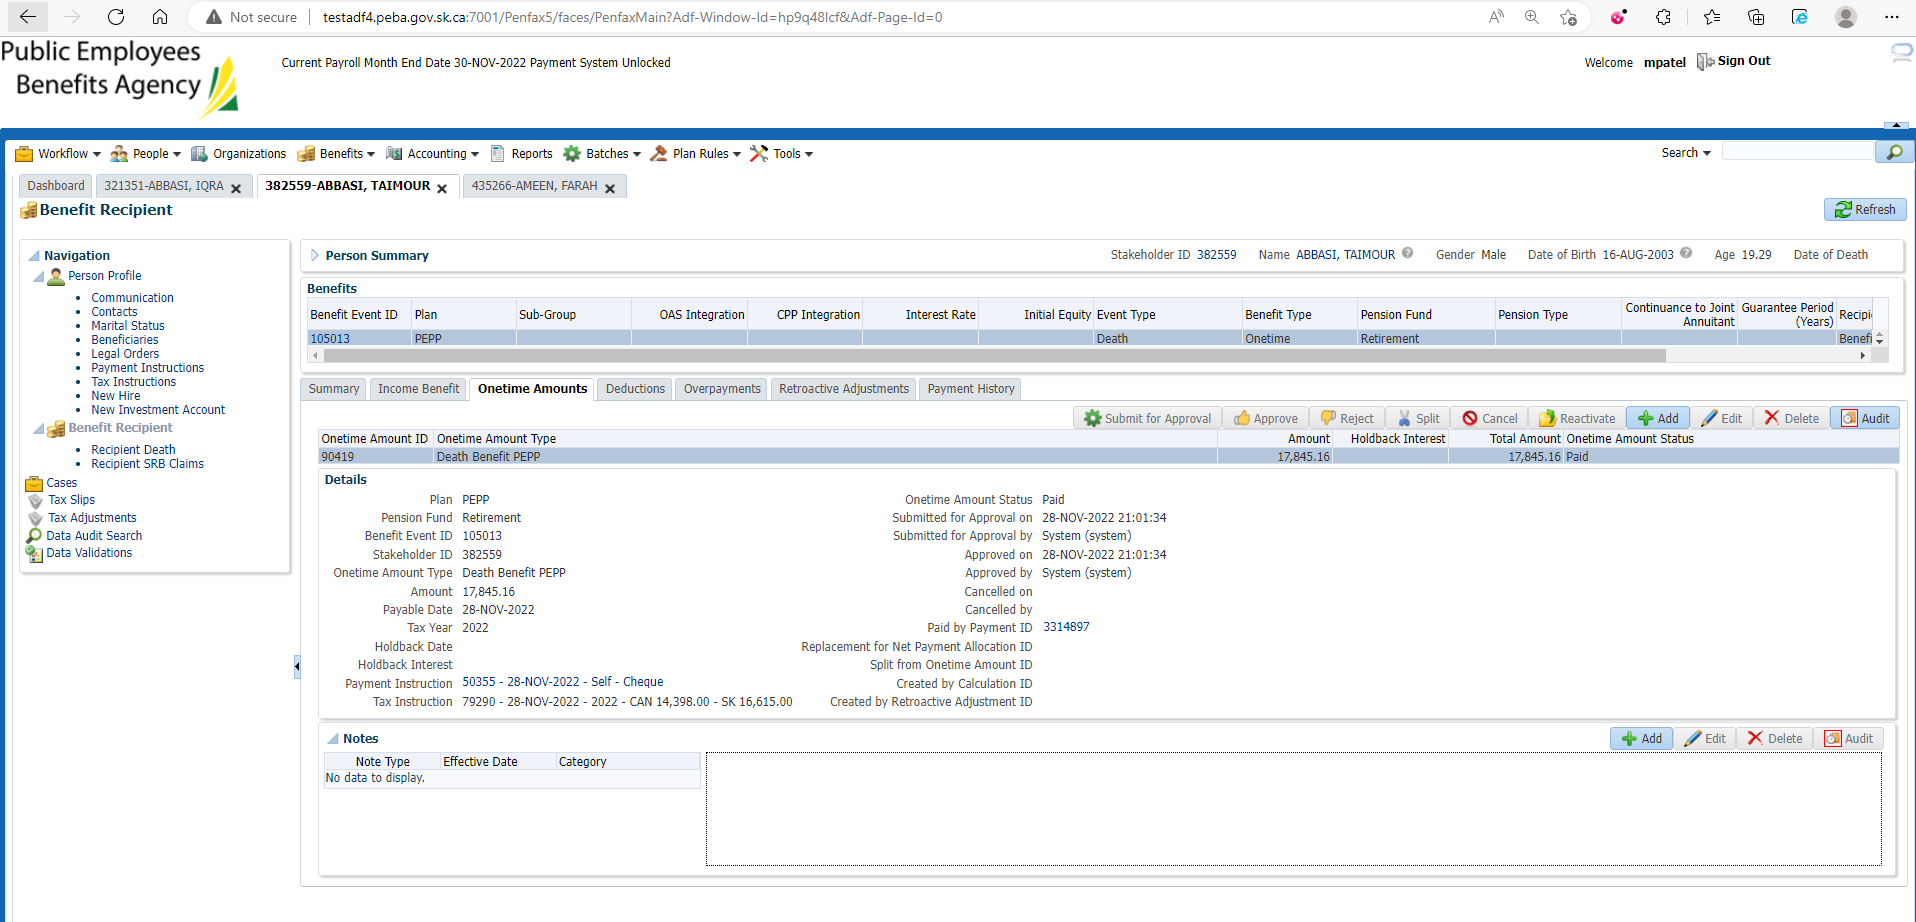 Not secure | testadf4.peba.gov.sk.ca:7001/Penfax5/faces/PenfaxMain?Adf-Window-Id=hp9q48lcf&Adf-Page-Id=0
Public Employees
Benefits Agency
Current Payroll Month End Date 30-NOV-2022 Payment System Unlocked
Welcome mpatel Sign Out
Workflow People Organizations Benefits Accounting Reports Batches Plan Rules Tools Search
Dashboard 321351-ABBASI, IQRA 382559-ABBASI, TAIMOUR 435266-AMEEN, FARAH
Benefit Recipient
Refresh
Navigation
Person Profile
Communication
Contacts
Marital Status
Beneficiaries
Legal Orders
Payment Instructions
Tax Instructions
New Hire
New Investment Account
Benefit Recipient
Recipient Death
Recipient SRB Claims
Cases
Tax Slips
Tax Adjustments
Data Audit Search
Data Validations
Person Summary Stakeholder ID 382559 Name ABBASI, TAIMOUR Gender Male Date of Birth 16-AUG-2003 Age 19.29 Date of Death
Benefits
Benefit Event ID Plan Sub-Group OAS Integration CPP Integration Interest Rate Initial Equity Event Type Benefit Type Pension Fund Pension Type Continuance to Joint Annuitant Guarantee Period (Years) Recipi
105013 PEPP Death Onetime Retirement Benefi
Summary Income Benefit Onetime Amounts Deductions Overpayments Retroactive Adjustments Payment History
Submit for Approval Approve Reject Split Cancel Reactivate Add Edit Delete Audit
Onetime Amount ID Onetime Amount Type Amount Holdback Interest Total Amount Onetime Amount Status
90419 Death Benefit PEPP 17,845.16 17,845.16 Paid
Details
Plan PEPP
Pension Fund Retirement
Benefit Event ID 105013
Stakeholder ID 382559
Onetime Amount Type Death Benefit PEPP
Amount 17,845.16
Payable Date 28-NOV-2022
Tax Year 2022
Holdback Date
Holdback Interest
Payment Instruction 50355 - 28-NOV-2022 - Self - Cheque
Tax Instruction 79290 - 28-NOV-2022 - 2022 - CAN 14,398.00 - SK 16,615.00
Onetime Amount Status Paid
Submitted for Approval on 28-NOV-2022 21:01:34
Submitted for Approval by System (system)
Approved on 28-NOV-2022 21:01:34
Approved by System (system)
Cancelled on
Cancelled by
Paid by Payment ID 3314897
Replacement for Net Payment Allocation ID
Split from Onetime Amount ID
Created by Calculation ID
Created by Retroactive Adjustment ID
Notes
Add Edit Delete Audit
Note Type Effective Date Category
No data to display.